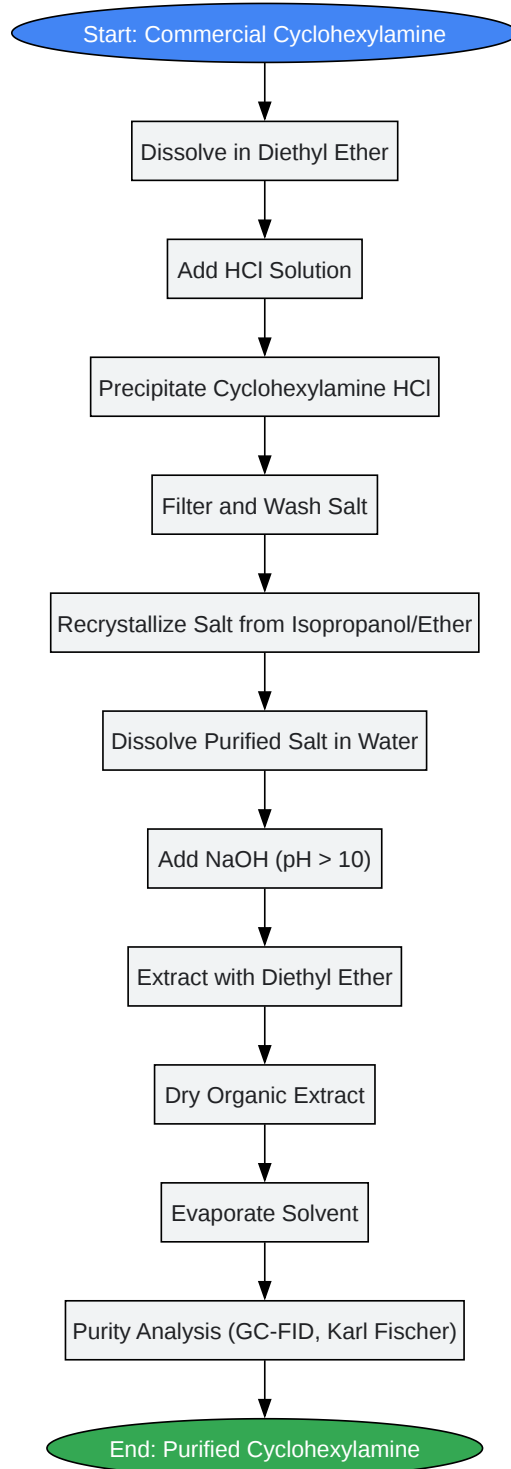 Start: Commercial Cyclohexylamine
Dissolve in Diethyl Ether
Add HCl Solution
Precipitate Cyclohexylamine HCl
Filter and Wash Salt
Recrystallize Salt from Isopropanol/Ether
Dissolve Purified Salt in Water
Add NaOH (pH > 10)
Extract with Diethyl Ether
Dry Organic Extract
Evaporate Solvent
Purity Analysis (GC-FID, Karl Fischer)
End: Purified Cyclohexylamine